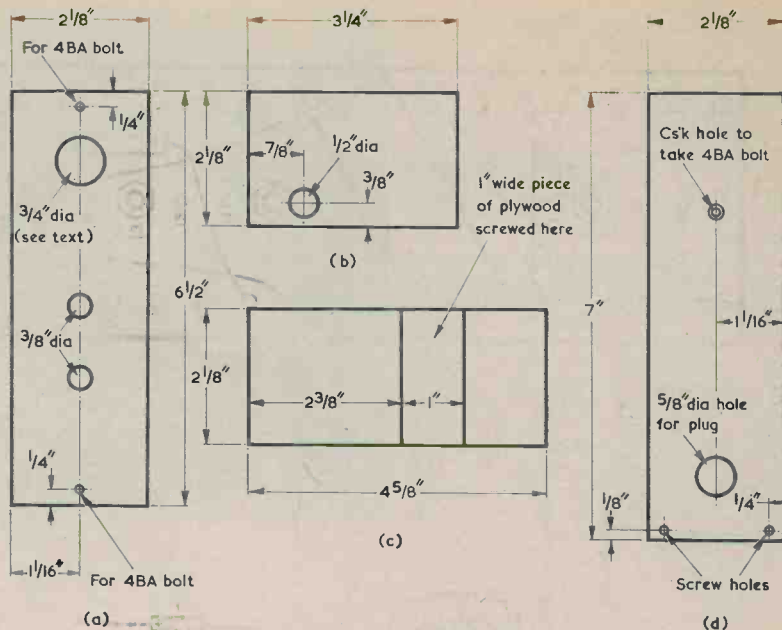 2 1/8"
For 4BA bolt
1/4"
3/4" dia
(see text)
3/8" dia
1/4"
1 1/16"
For 4BA bolt
(a)
6 1/2"
3 1/4"
2 1/8"
7/8"
1/2" dia
3/8"
(b)
1" wide piece
of plywood
screwed here
2 1/8"
2 3/8"
1"
4 5/8"
(c)
2 1/8"
Cs'k hole to
take 4BA bolt
7"
1 1/16"
5/8" dia hole
for plug
1/8"
1/4"
Screw holes
(d)